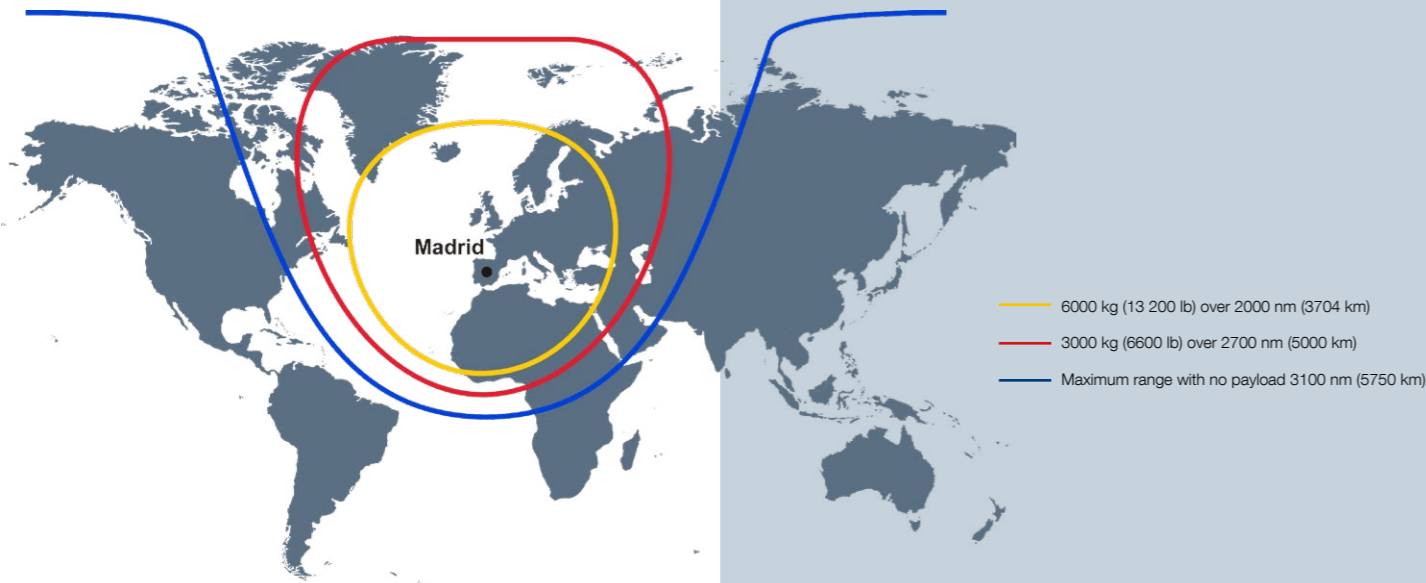 Madrid
6000 kg (13 200 lb) over 2000 nm (3704 km)
3000 kg (6600 lb) over 2700 nm (5000 km)
Maximum range with no payload 3100 nm (5750 km)